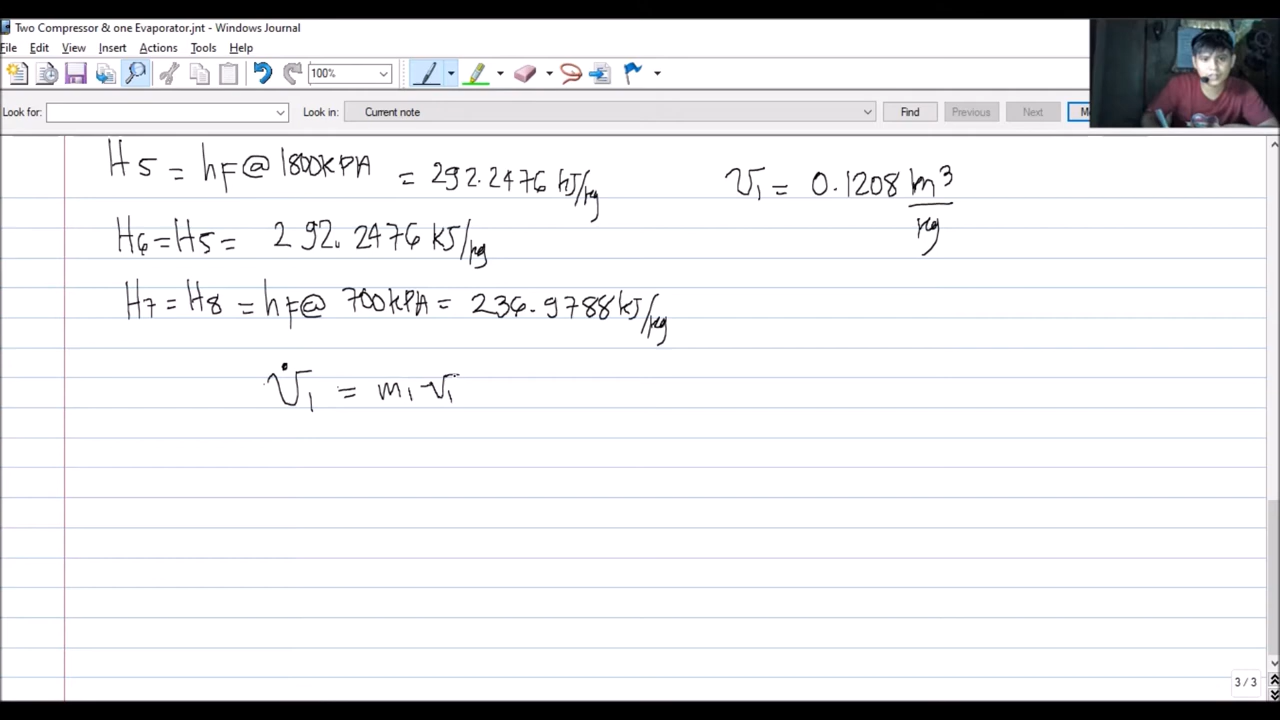 Two Compressor & one Evaporator.jnt - Windows Journal
File Edit View Insert Actions Tools Help
100%
Look for: Look in: Current note Find Previous Next
H5 = hF@ 1800KPA = 292.2476 kJ/kg
V1 = 0.1208 m3/kg
H6=H5= 292.2476 KJ/kg
H7 = H8 = hF@ 700KPA = 236.9788 kJ/kg
V̇1 = m1 v1
3 / 3